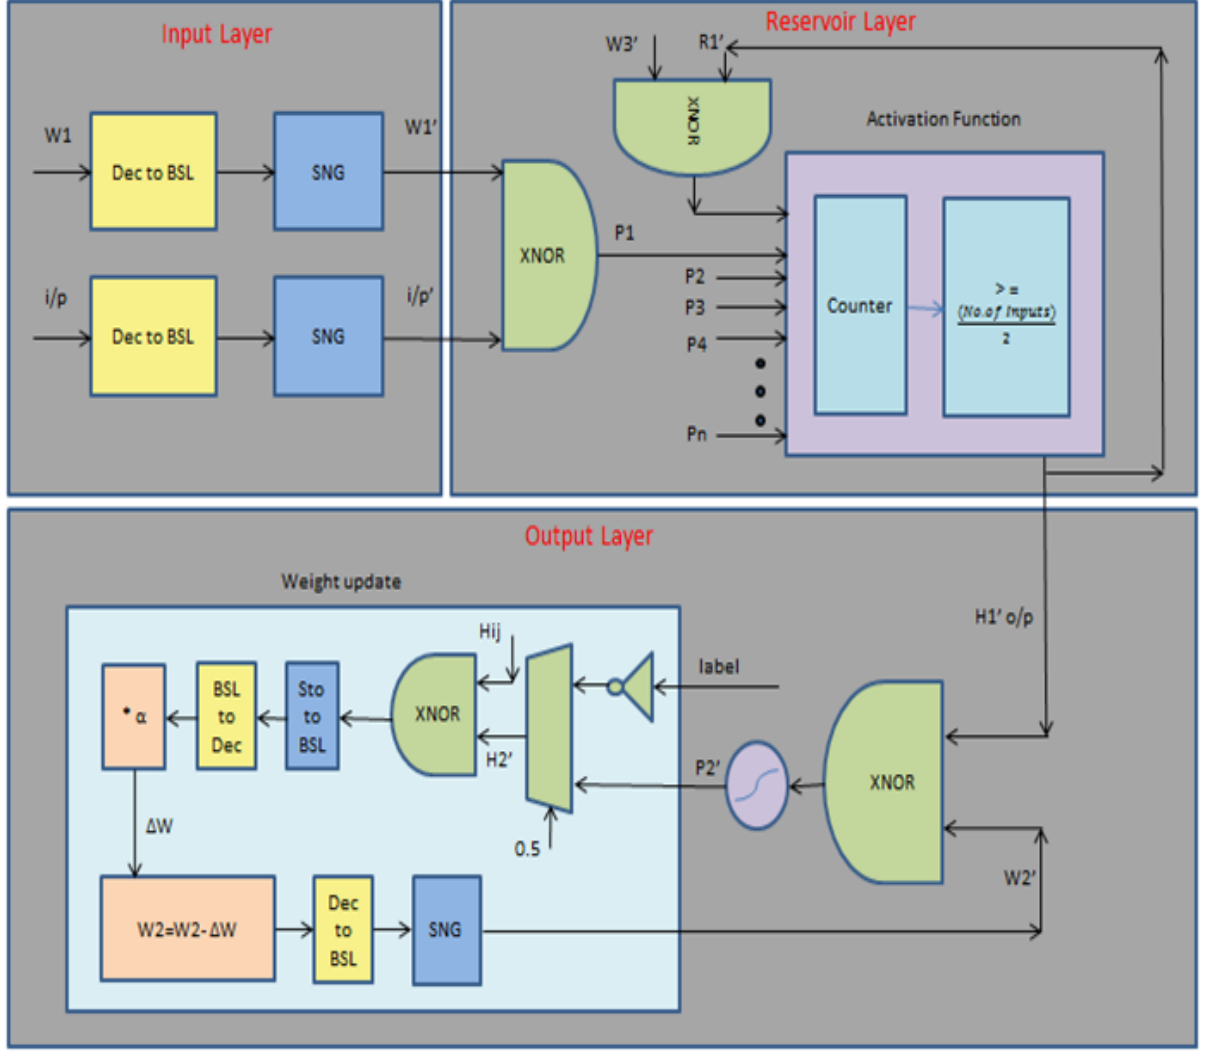 Input Layer
W1
Dec to BSL
SNG
W1’
i/p
Dec to BSL
SNG
i/p’
Reservoir Layer
W3’
R1’
XNOR
Activation Function
XNOR
P1
P2
P3
P4
Pn
Counter
> =
(No.of Inputs)
2
Output Layer
Weight update
H1’ o/p
label
Hij
XNOR
H2’
0.5
P2’
XNOR
W2’
Sto
to
BSL
BSL
to
Dec
* α
ΔW
W2=W2- ΔW
Dec
to
BSL
SNG